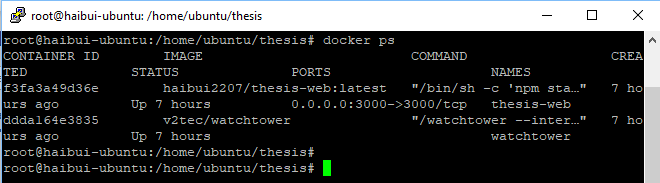 root@haibui-ubuntu: /home/ubuntu/thesis
root@haibui-ubuntu:/home/ubuntu/thesis# docker ps
CONTAINER ID        IMAGE                          COMMAND                  CREA
TED         STATUS              PORTS                    NAMES
f3fa3a49d36e        haibui2207/thesis-web:latest   "/bin/sh -c 'npm sta…"   7 ho
urs ago         Up 7 hours          0.0.0.0:3000->3000/tcp   thesis-web
ddda164e3835        v2tec/watchtower               "/watchtower --inter…"   7 ho
urs ago         Up 7 hours                                   watchtower
root@haibui-ubuntu:/home/ubuntu/thesis#
root@haibui-ubuntu:/home/ubuntu/thesis#